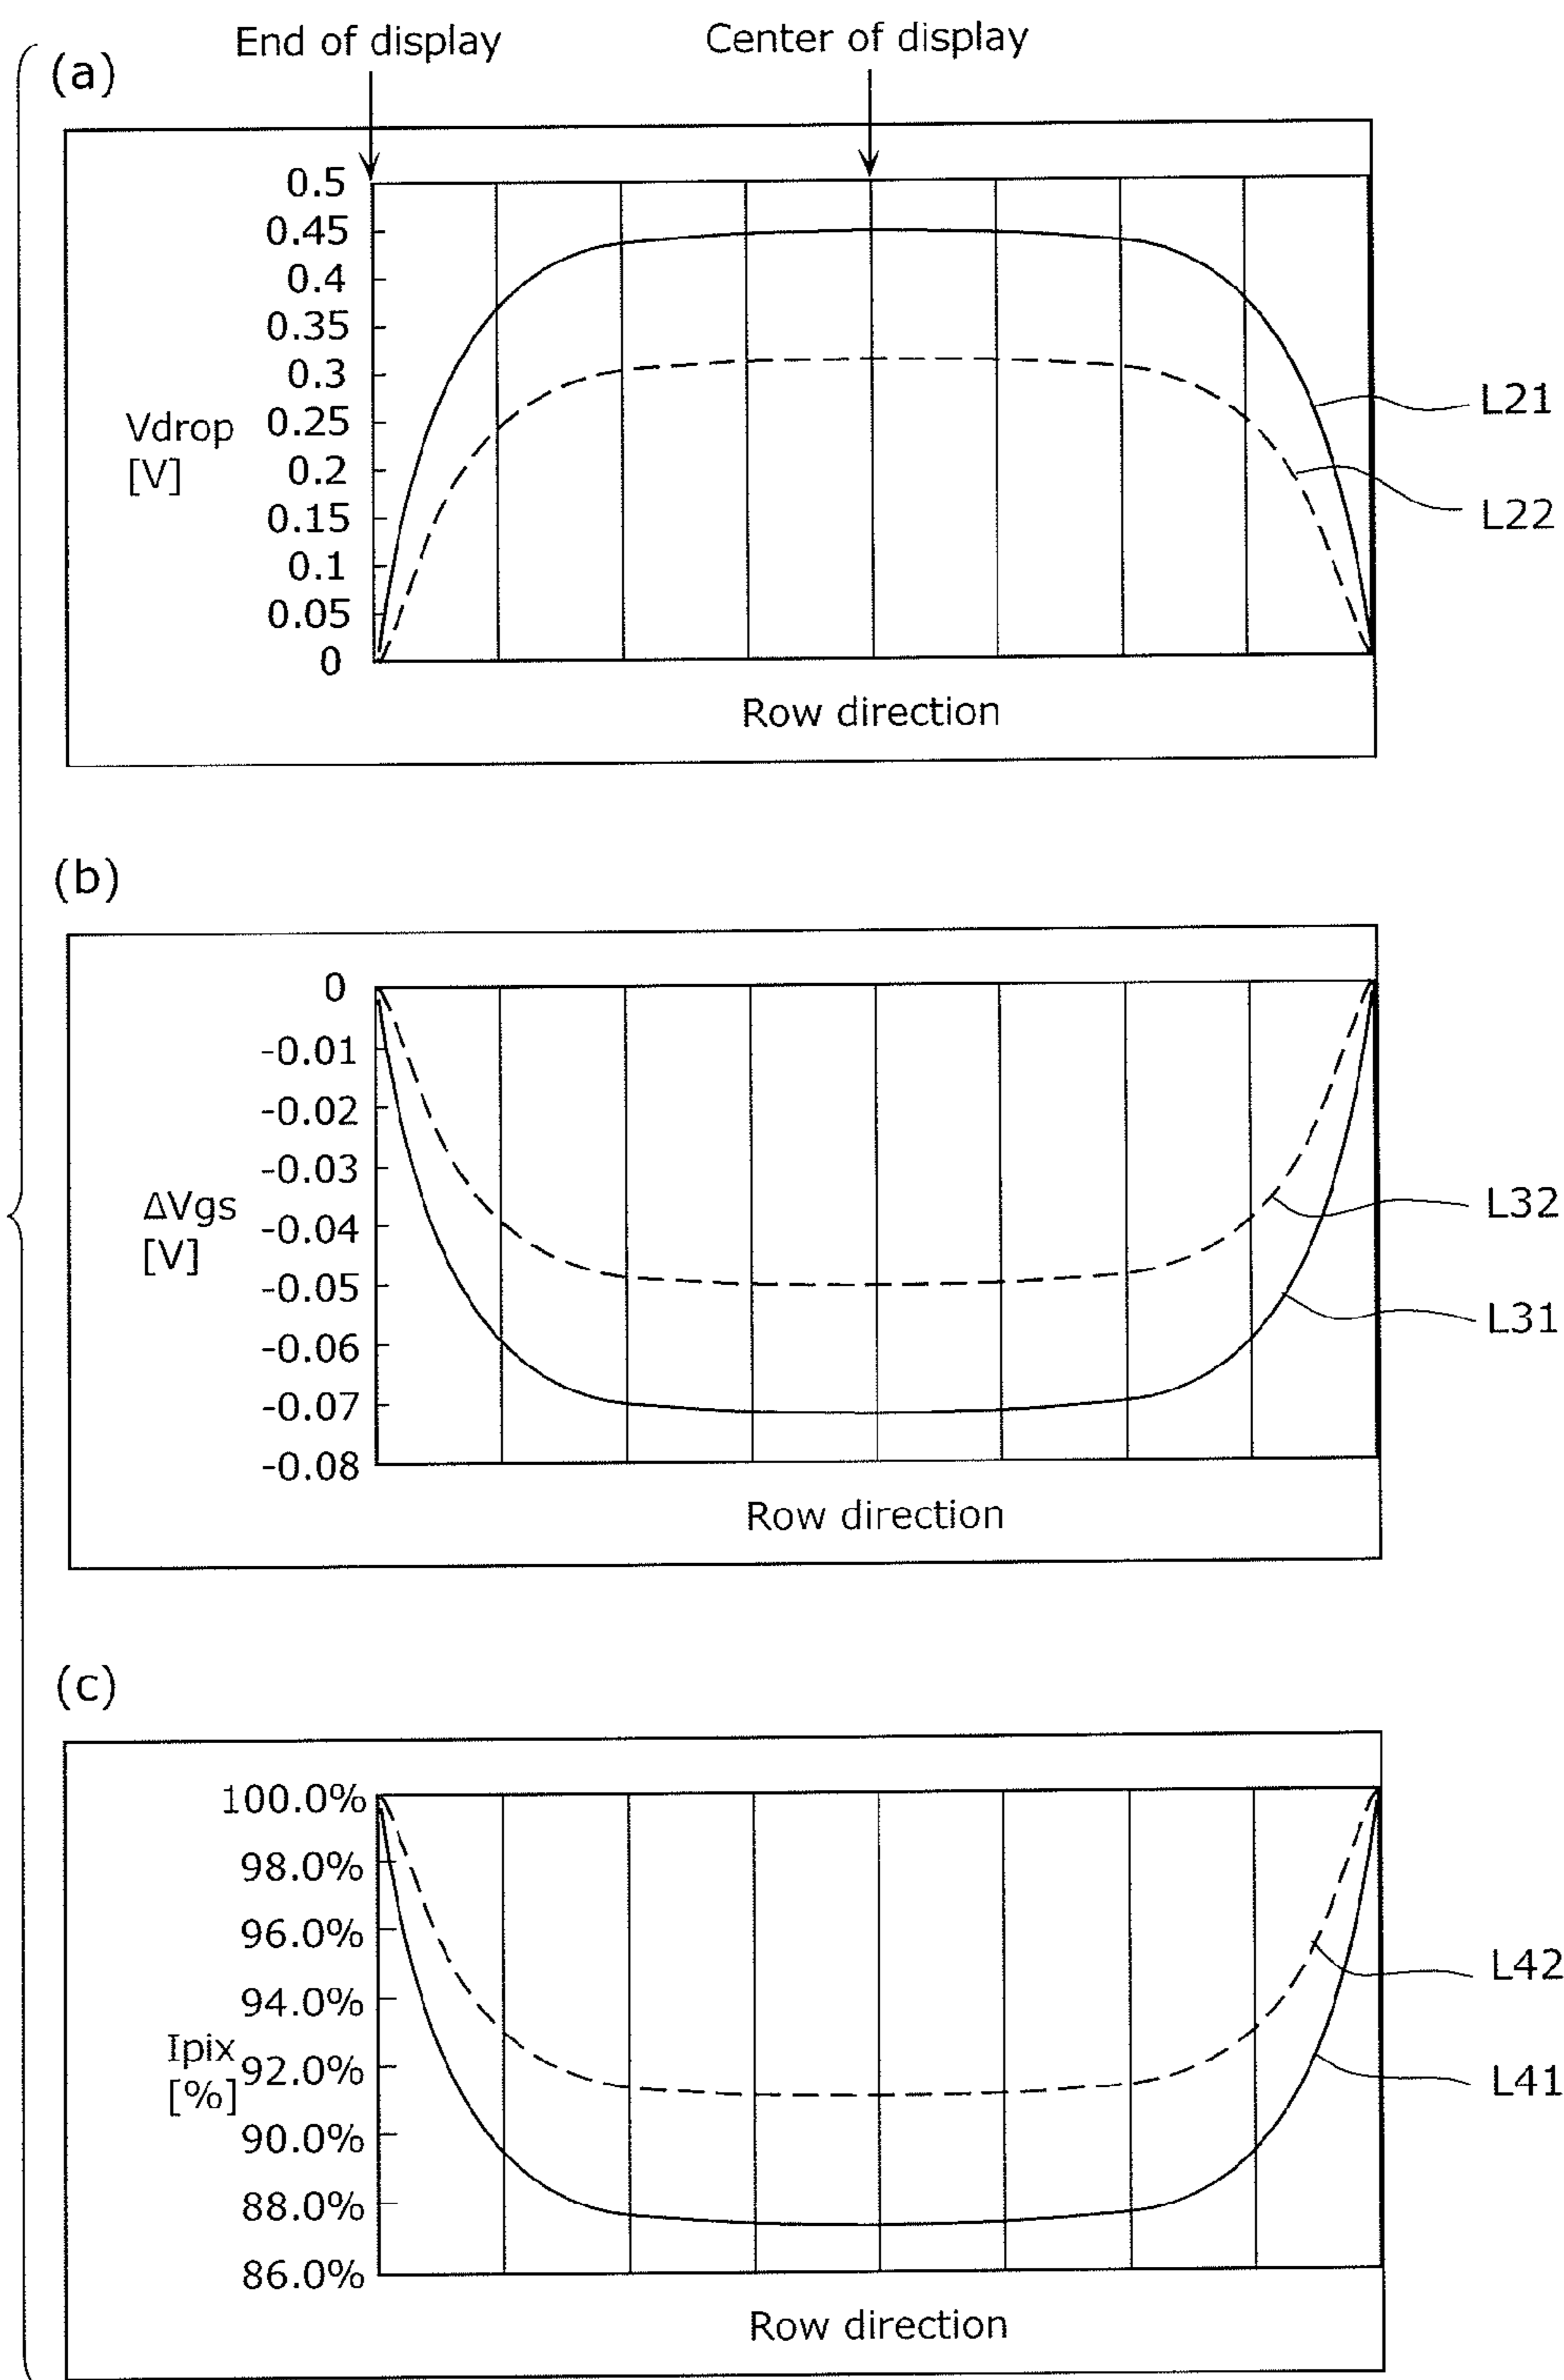 (a)
End of display
Center of display
0.5
0.45
0.4
0.35
0.3
0.25
0.2
0.15
0.1
0.05
0
Vdrop
[V]
L21
L22
Row direction
(b)
0
-0.01
-0.02
-0.03
-0.04
-0.05
-0.06
-0.07
-0.08
ΔVgs
[V]
L32
L31
Row direction
(c)
100.0%
98.0%
96.0%
94.0%
92.0%
90.0%
88.0%
86.0%
Ipix
[%]
L42
L41
Row direction